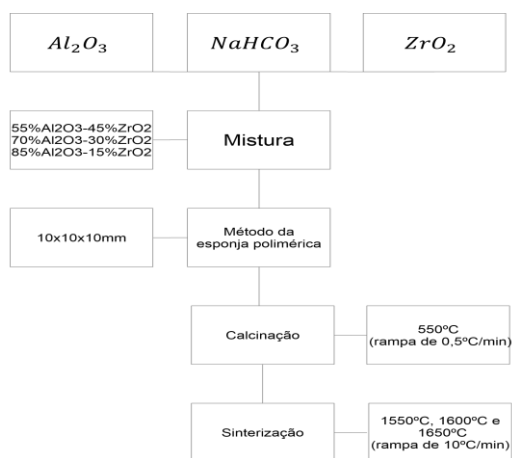 Al₂O₃ NaHCO₃ ZrO₂
55%Al2O3-45%ZrO2
70%Al2O3-30%ZrO2
85%Al2O3-15%ZrO2
Mistura
10x10x10mm
Método da
esponja polimérica
Calcinação
550ºC
(rampa de 0,5ºC/min)
Sinterização
1550ºC, 1600ºC e
1650ºC
(rampa de 10ºC/min)